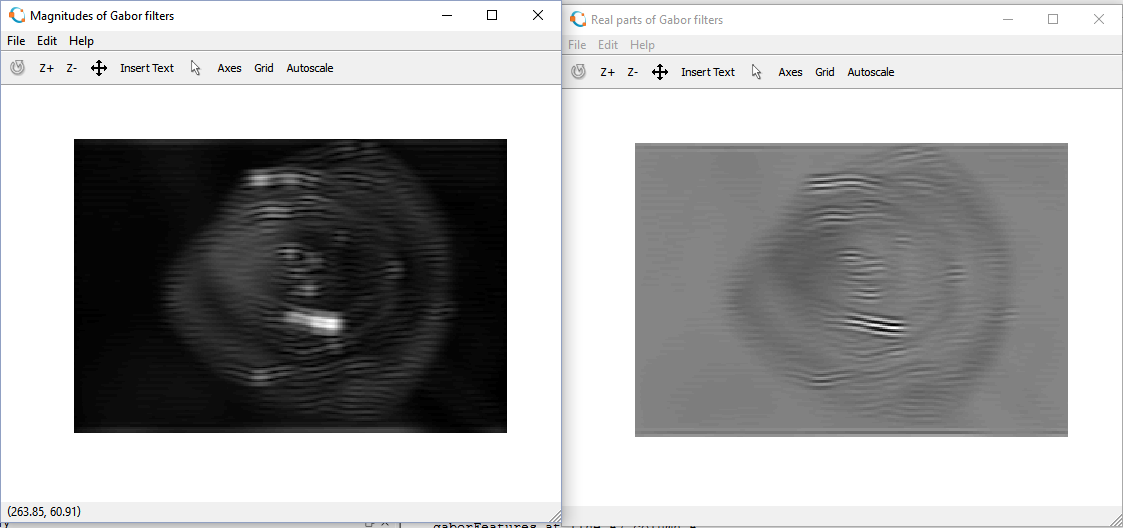 Magnitudes of Gabor filters
File Edit Help
Z+ Z- Insert Text Axes Grid Autoscale
(263.85, 60.91)
Real parts of Gabor filters
File Edit Help
Z+ Z- Insert Text Axes Grid Autoscale